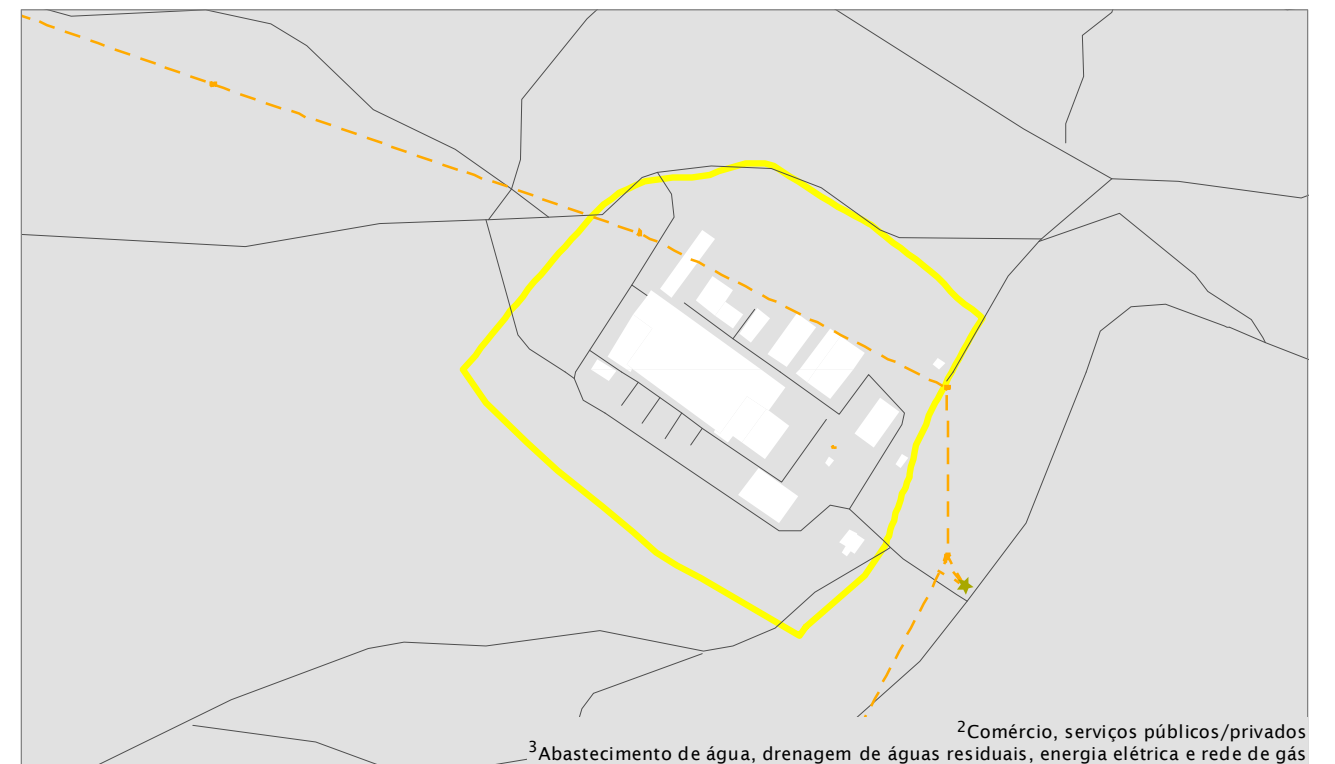 ²Comércio, serviços públicos/privados
³Abastecimento de água, drenagem de águas residuais, energia elétrica e rede de gás